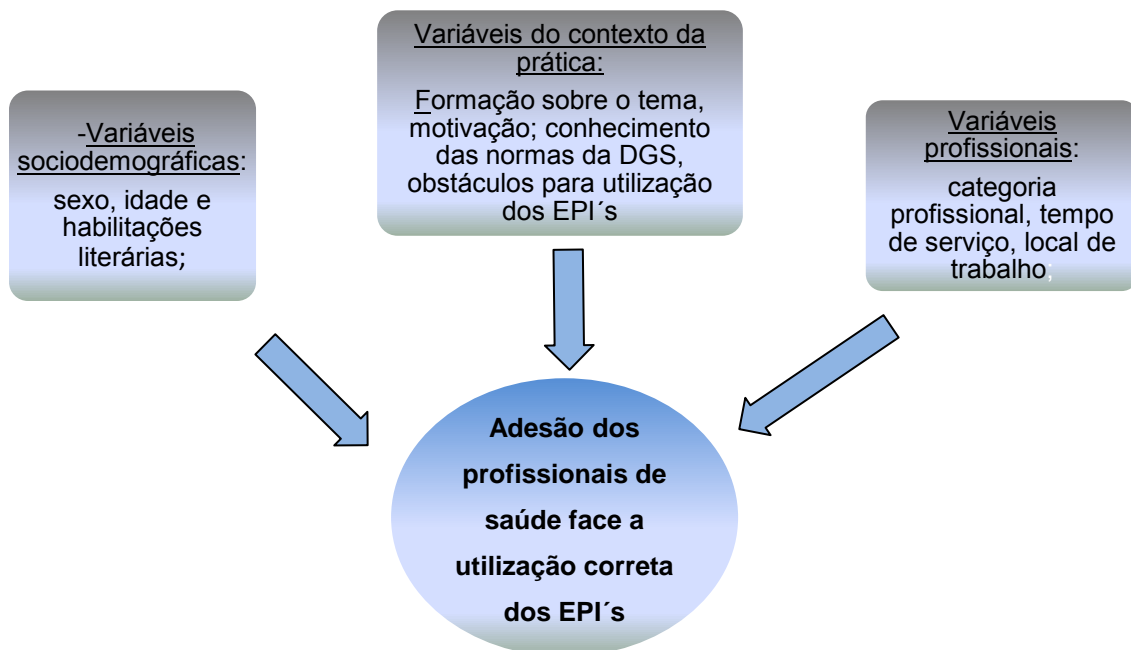 -Variáveis
sociodemográficas:
sexo, idade e
habilitações
literárias;
Variáveis do contexto da
prática:
Formação sobre o tema,
motivação; conhecimento
das normas da DGS,
obstáculos para utilização
dos EPI´s
Variáveis
profissionais:
categoria
profissional, tempo
de serviço, local de
trabalho;
Adesão dos
profissionais de
saúde face a
utilização correta
dos EPI´s